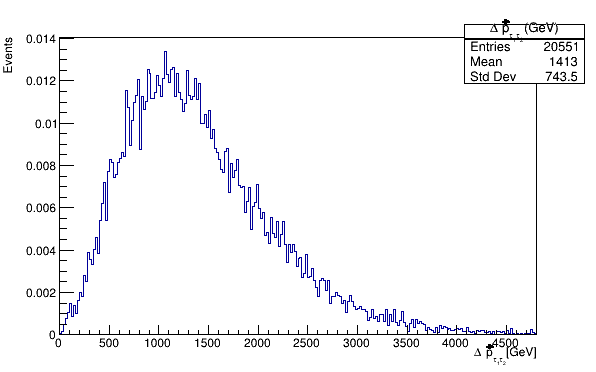 Δ p⃗τ₁τ₂ (GeV)
Entries 20551
Mean 1413
Std Dev 743.5
Events
0.014
0.012
0.01
0.008
0.006
0.004
0.002
0
0 500 1000 1500 2000 2500 3000 3500 4000 4500
Δ p⃗τ₁τ₂ [GeV]